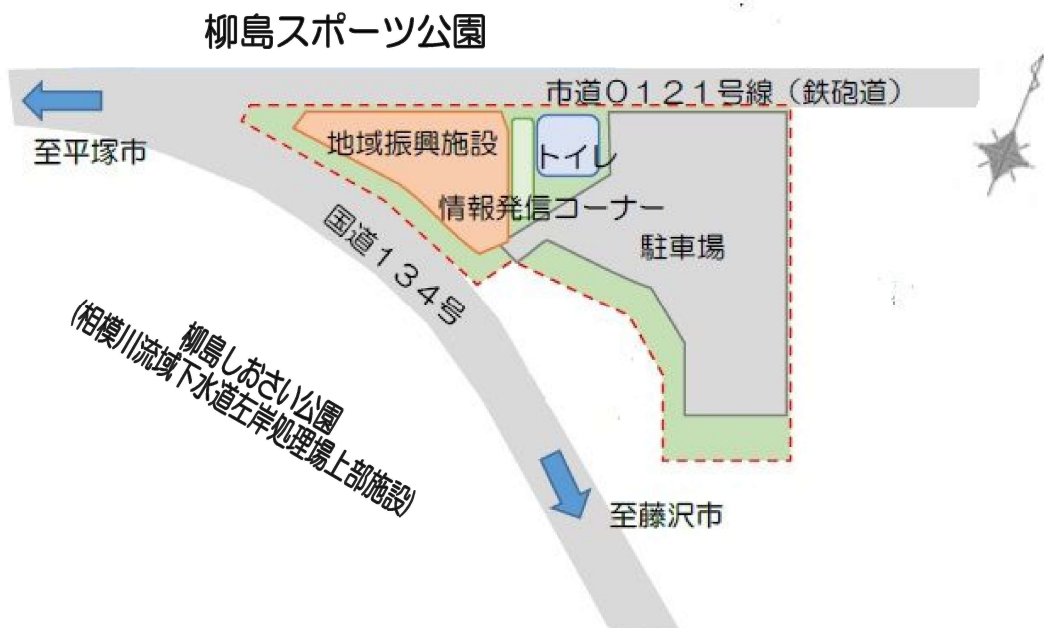 柳島スポーツ公園
市道０１２１号線（鉄砲道）
至平塚市
地域振興施設
トイレ
情報発信コーナー
駐車場
国道１３４号
柳島しおさい公園
(相模川流域下水道左岸処理場上部施設)
至藤沢市